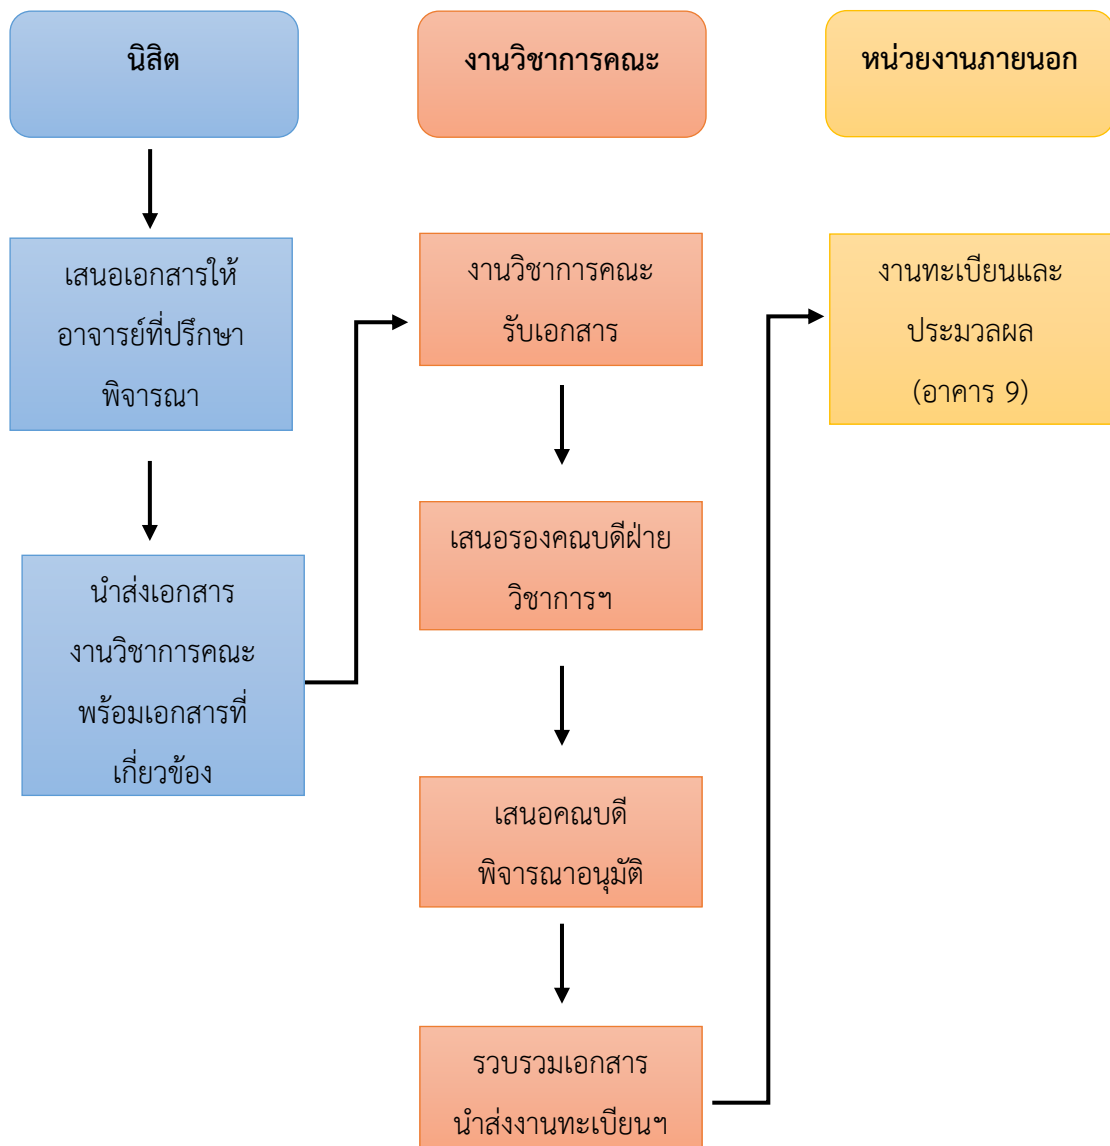 นิสิต
งานวิชาการคณะ
หน่วยงานภายนอก
เสนอเอกสารให้
อาจารย์ที่ปรึกษา
พิจารณา
นำส่งเอกสาร
งานวิชาการคณะ
พร้อมเอกสารที่
เกี่ยวข้อง
งานวิชาการคณะ
รับเอกสาร
เสนอรองคณบดีฝ่าย
วิชาการฯ
เสนอคณบดี
พิจารณาอนุมัติ
รวบรวมเอกสาร
นำส่งงานทะเบียนฯ
งานทะเบียนและ
ประมวลผล
(อาคาร 9)